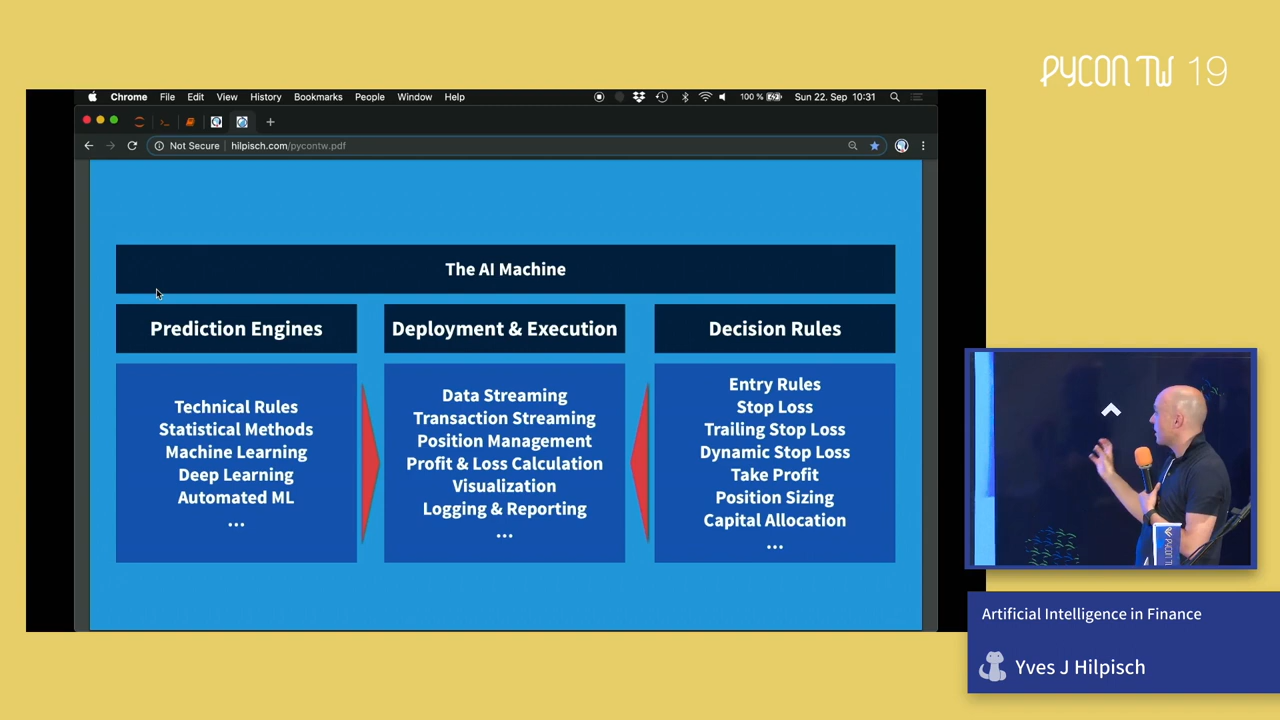 PYCON TW 19
Chrome File Edit View History Bookmarks People Window Help 100 % Sun 22. Sep 10:31
Not Secure hilpisch.com/pycontw.pdf
The AI Machine
Prediction Engines
Technical Rules
Statistical Methods
Machine Learning
Deep Learning
Automated ML
...
Deployment & Execution
Data Streaming
Transaction Streaming
Position Management
Profit & Loss Calculation
Visualization
Logging & Reporting
...
Decision Rules
Entry Rules
Stop Loss
Trailing Stop Loss
Dynamic Stop Loss
Take Profit
Position Sizing
Capital Allocation
...
PYCON TW
Artificial Intelligence in Finance
Yves J Hilpisch